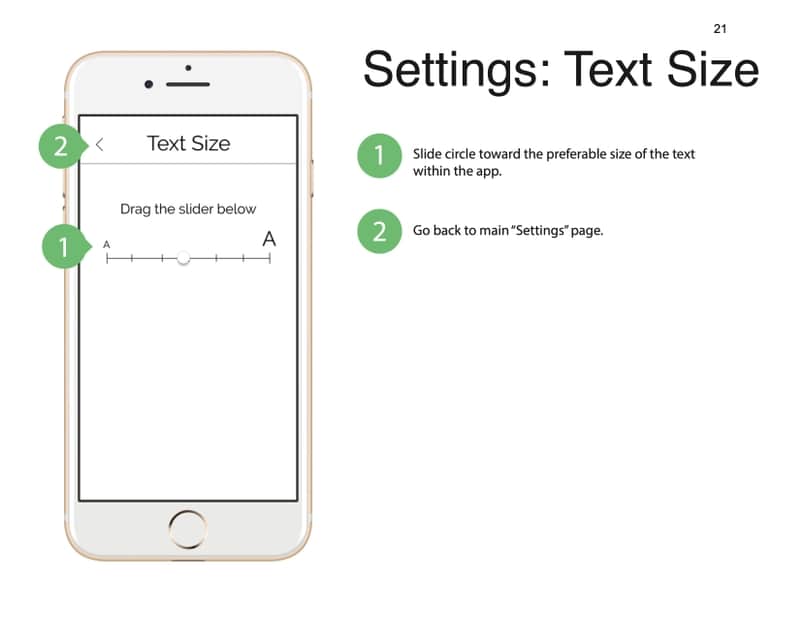 21
Settings: Text Size
2
< Text Size
Drag the slider below
1
A A
1 Slide circle toward the preferable size of the text
within the app.
2 Go back to main “Settings” page.